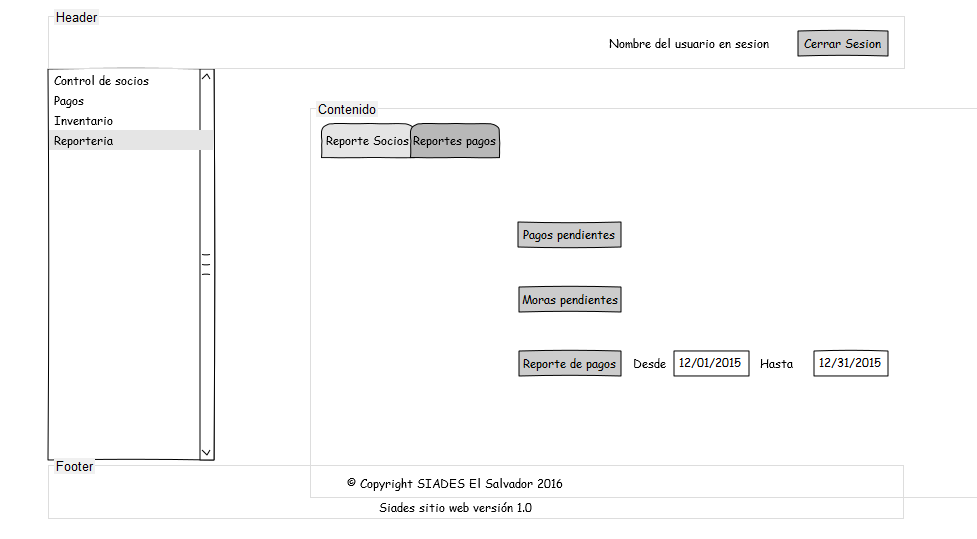 Header
Nombre del usuario en sesion
Cerrar Sesion
Control de socios
Pagos
Inventario
Reporteria
Contenido
Reporte Socios
Reportes pagos
Pagos pendientes
Moras pendientes
Reporte de pagos Desde 12/01/2015 Hasta 12/31/2015
Footer
© Copyright SIADES El Salvador 2016
Siades sitio web versión 1.0